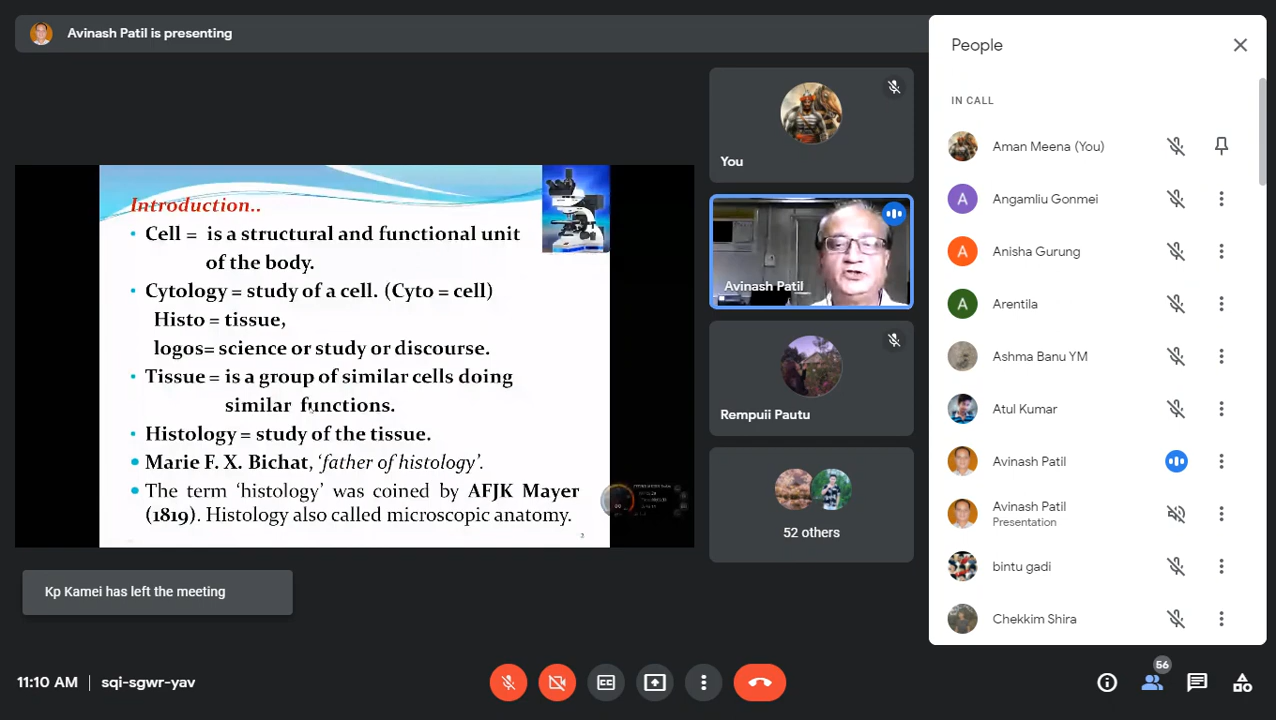 Avinash Patil is presenting
Introduction..
• Cell = is a structural and functional unit
of the body.
• Cytology = study of a cell. (Cyto = cell)
Histo = tissue,
logos= science or study or discourse.
• Tissue = is a group of similar cells doing
similar functions.
• Histology = study of the tissue.
• Marie F. X. Bichat, ‘father of histology’.
• The term ‘histology’ was coined by AFJK Mayer
(1819). Histology also called microscopic anatomy.
3
You
Avinash Patil
Rempuii Pautu
52 others
People
IN CALL
Aman Meena (You)
A Angamliu Gonmei
A Anisha Gurung
A Arentila
Ashma Banu YM
Atul Kumar
Avinash Patil
Avinash Patil
Presentation
bintu gadi
Chekkim Shira
Kp Kamei has left the meeting
11:10 AM | sqi-sgwr-yav
CC
56